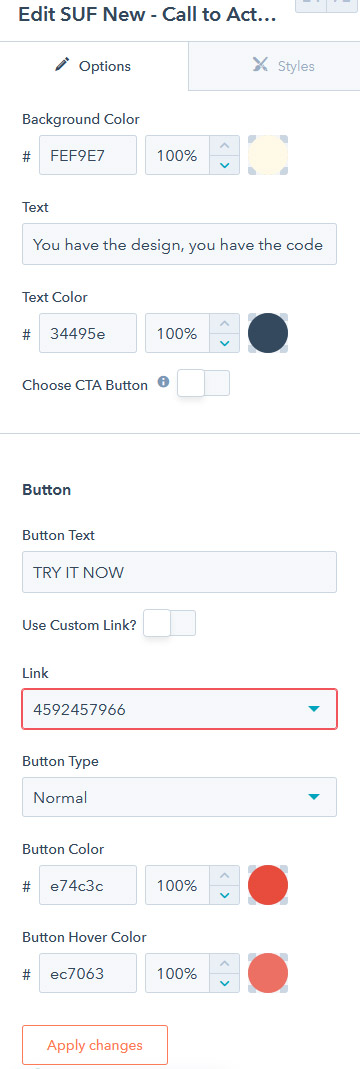 Edit SUF New - Call to Act...
Options
Styles
Background Color
# FEF9E7 100%
Text
You have the design, you have the code
Text Color
# 34495e 100%
Choose CTA Button
Button
Button Text
TRY IT NOW
Use Custom Link?
Link
4592457966
Button Type
Normal
Button Color
# e74c3c 100%
Button Hover Color
# ec7063 100%
Apply changes